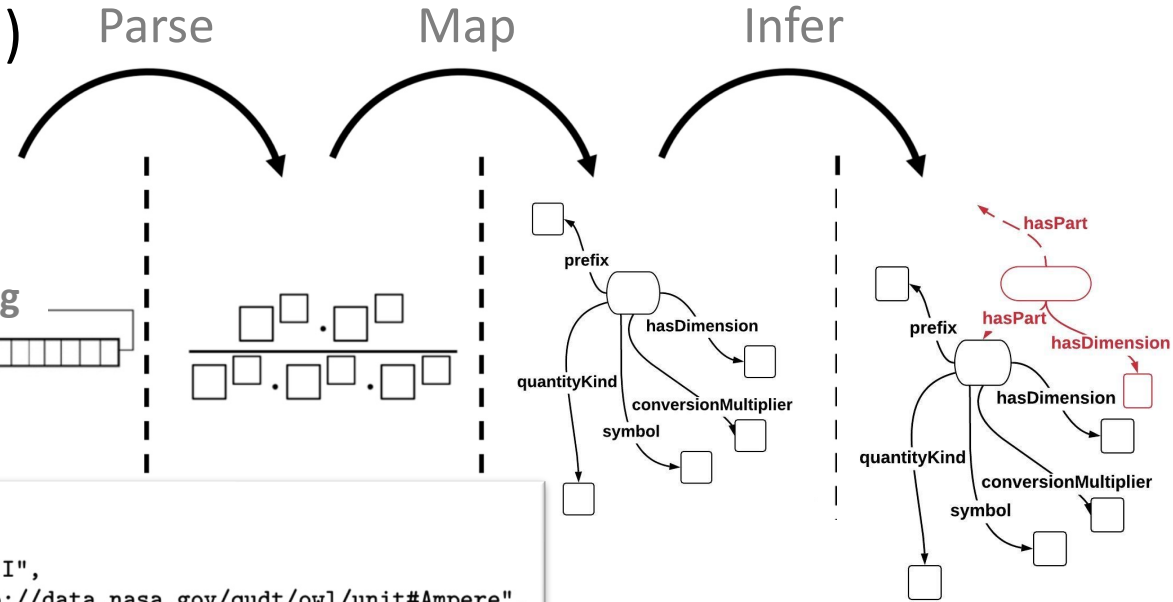 )
Parse
Map
Infer
g
prefix
hasDimension
quantityKind
conversionMultiplier
symbol
hasPart
hasPart
prefix
hasDimension
hasDimension
quantityKind
conversionMultiplier
symbol
I",
://data.nasa.gov/qudt/owl/unit#Ampere"